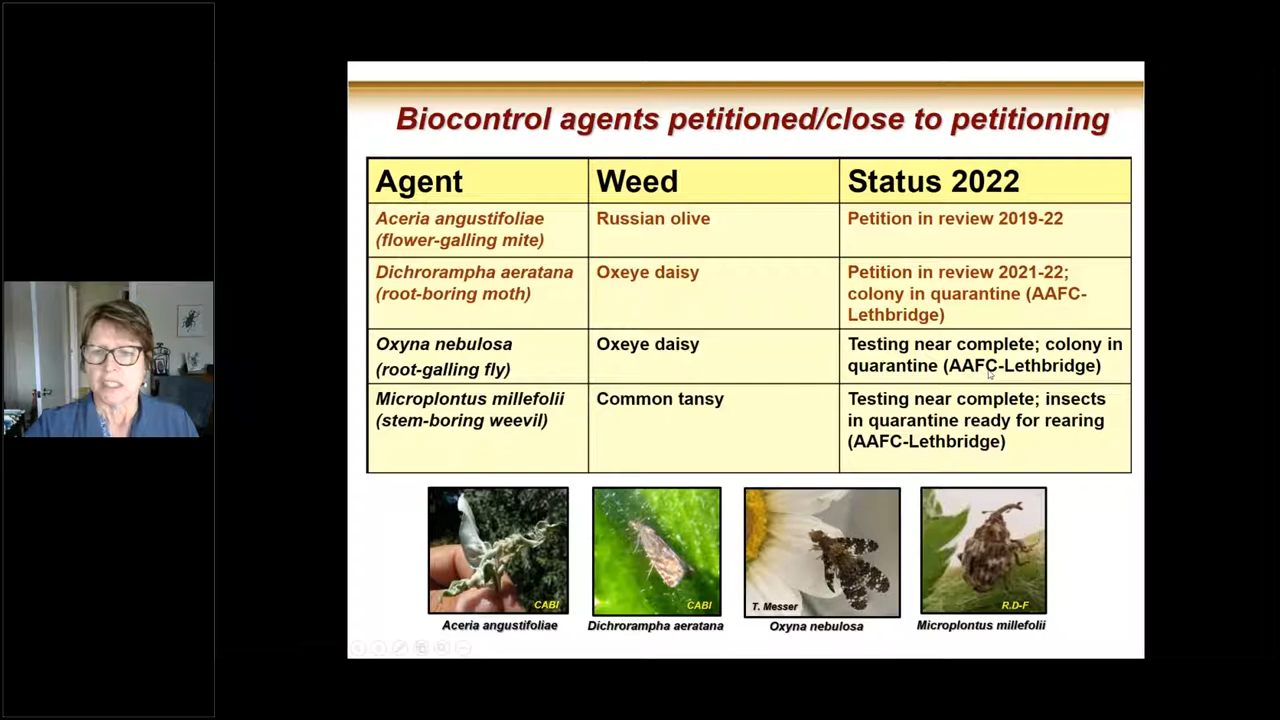 Biocontrol agents petitioned/close to petitioning
Agent
Weed
Status 2022
Aceria angustifoliae
(flower-galling mite)
Russian olive
Petition in review 2019-22
Dichrorampha aeratana
(root-boring moth)
Oxeye daisy
Petition in review 2021-22;
colony in quarantine (AAFC-
Lethbridge)
Oxyna nebulosa
(root-galling fly)
Oxeye daisy
Testing near complete; colony in
quarantine (AAFC-Lethbridge)
Microplontus millefolii
(stem-boring weevil)
Common tansy
Testing near complete; insects
in quarantine ready for rearing
(AAFC-Lethbridge)
CABI
CABI
T. Messer
R.D-F
Aceria angustifoliae
Dichrorampha aeratana
Oxyna nebulosa
Microplontus millefolii